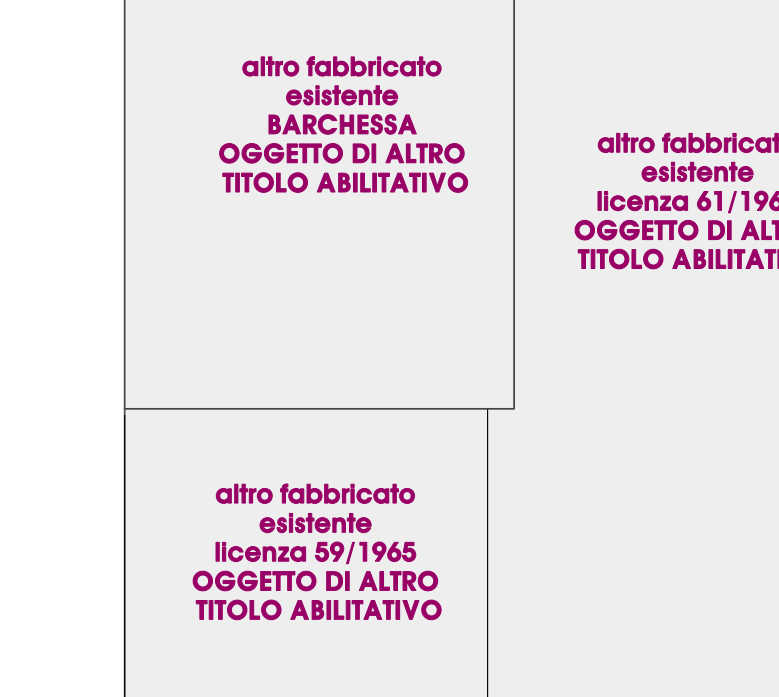 altro fabbricato
esistente
BARCHESSA
OGGETTO DI ALTRO
TITOLO ABILITATIVO
altro fabbricat
esistente
licenza 61/196
OGGETTO DI ALT
TITOLO ABILITATI
altro fabbricato
esistente
licenza 59/1965
OGGETTO DI ALTRO
TITOLO ABILITATIVO